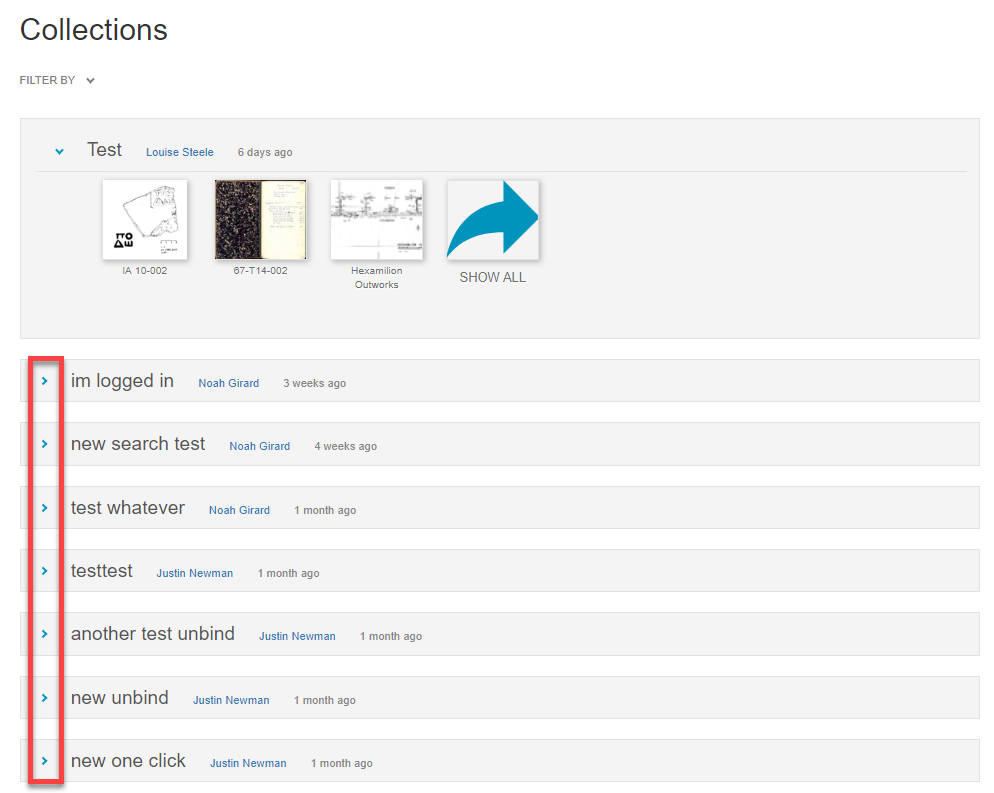 Collections
FILTER BY
Test Louise Steele 6 days ago
IA 10-002 67-T14-002 Hexamilion Outworks SHOW ALL
im logged in Noah Girard 3 weeks ago
new search test Noah Girard 4 weeks ago
test whatever Noah Girard 1 month ago
testtest Justin Newman 1 month ago
another test unbind Justin Newman 1 month ago
new unbind Justin Newman 1 month ago
new one click Justin Newman 1 month ago